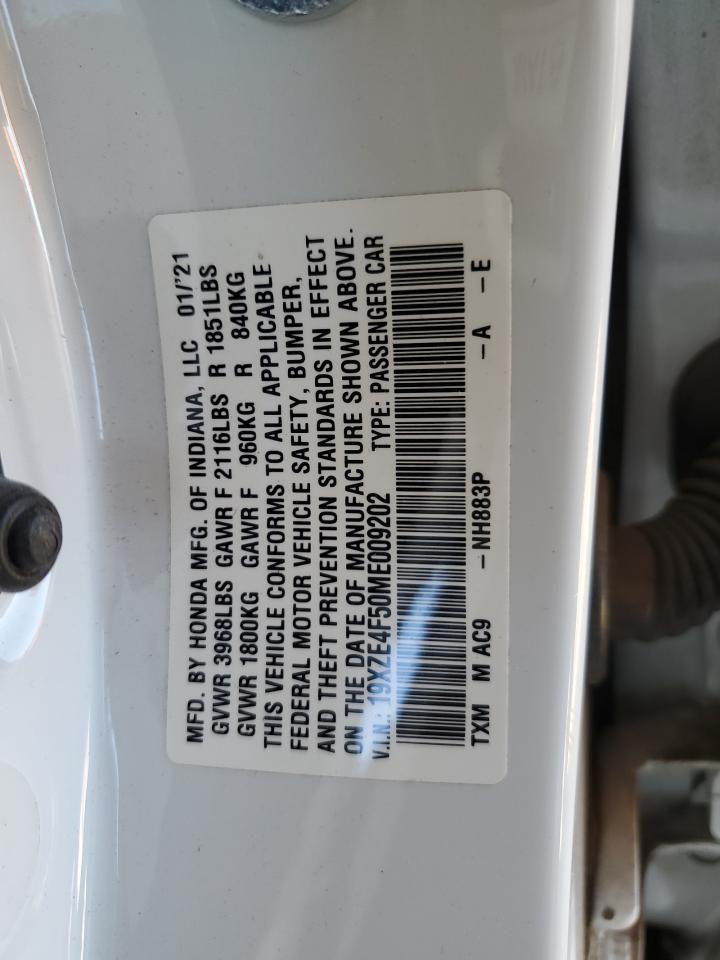 MFD. BY HONDA MFG. OF INDIANA, LLC 01/'21
GVWR 3968LBS GAWR F 2116LBS R 1851LBS
GVWR 1800KG GAWR F 960KG R 840KG
THIS VEHICLE CONFORMS TO ALL APPLICABLE
FEDERAL MOTOR VEHICLE SAFETY, BUMPER,
AND THEFT PREVENTION STANDARDS IN EFFECT
ON THE DATE OF MANUFACTURE SHOWN ABOVE.
V.I.N.: 19XZE4F50ME009202 TYPE: PASSENGER CAR
TXM M AC9 -NH883P -A -E